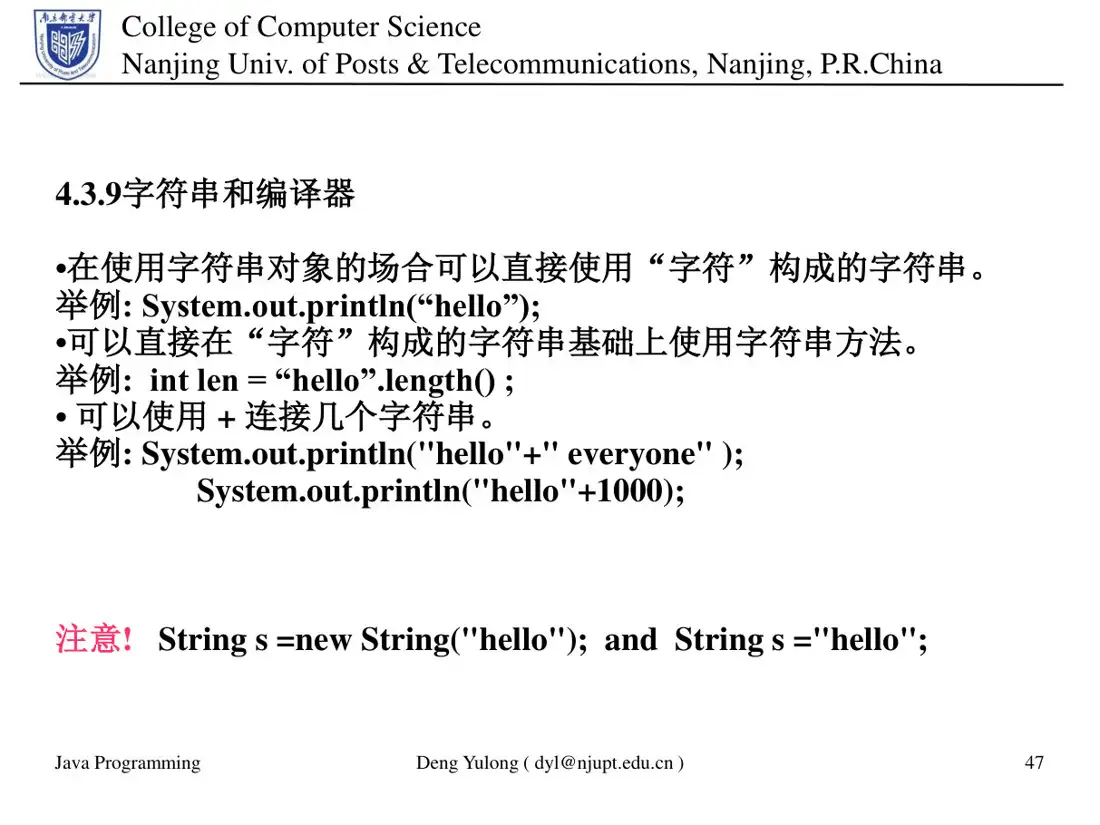 College of Computer Science
Nanjing Univ. of Posts & Telecommunications, Nanjing, P.R.China
4.3.9字符串和编译器
•在使用字符串对象的场合可以直接使用“字符”构成的字符串。
举例: System.out.println(“hello”);
•可以直接在“字符”构成的字符串基础上使用字符串方法。
举例: int len = “hello”.length() ;
• 可以使用 + 连接几个字符串。
举例: System.out.println("hello"+" everyone" );
System.out.println("hello"+1000);
注意! String s =new String("hello"); and String s ="hello";
Java Programming
Deng Yulong ( dyl@njupt.edu.cn )
47